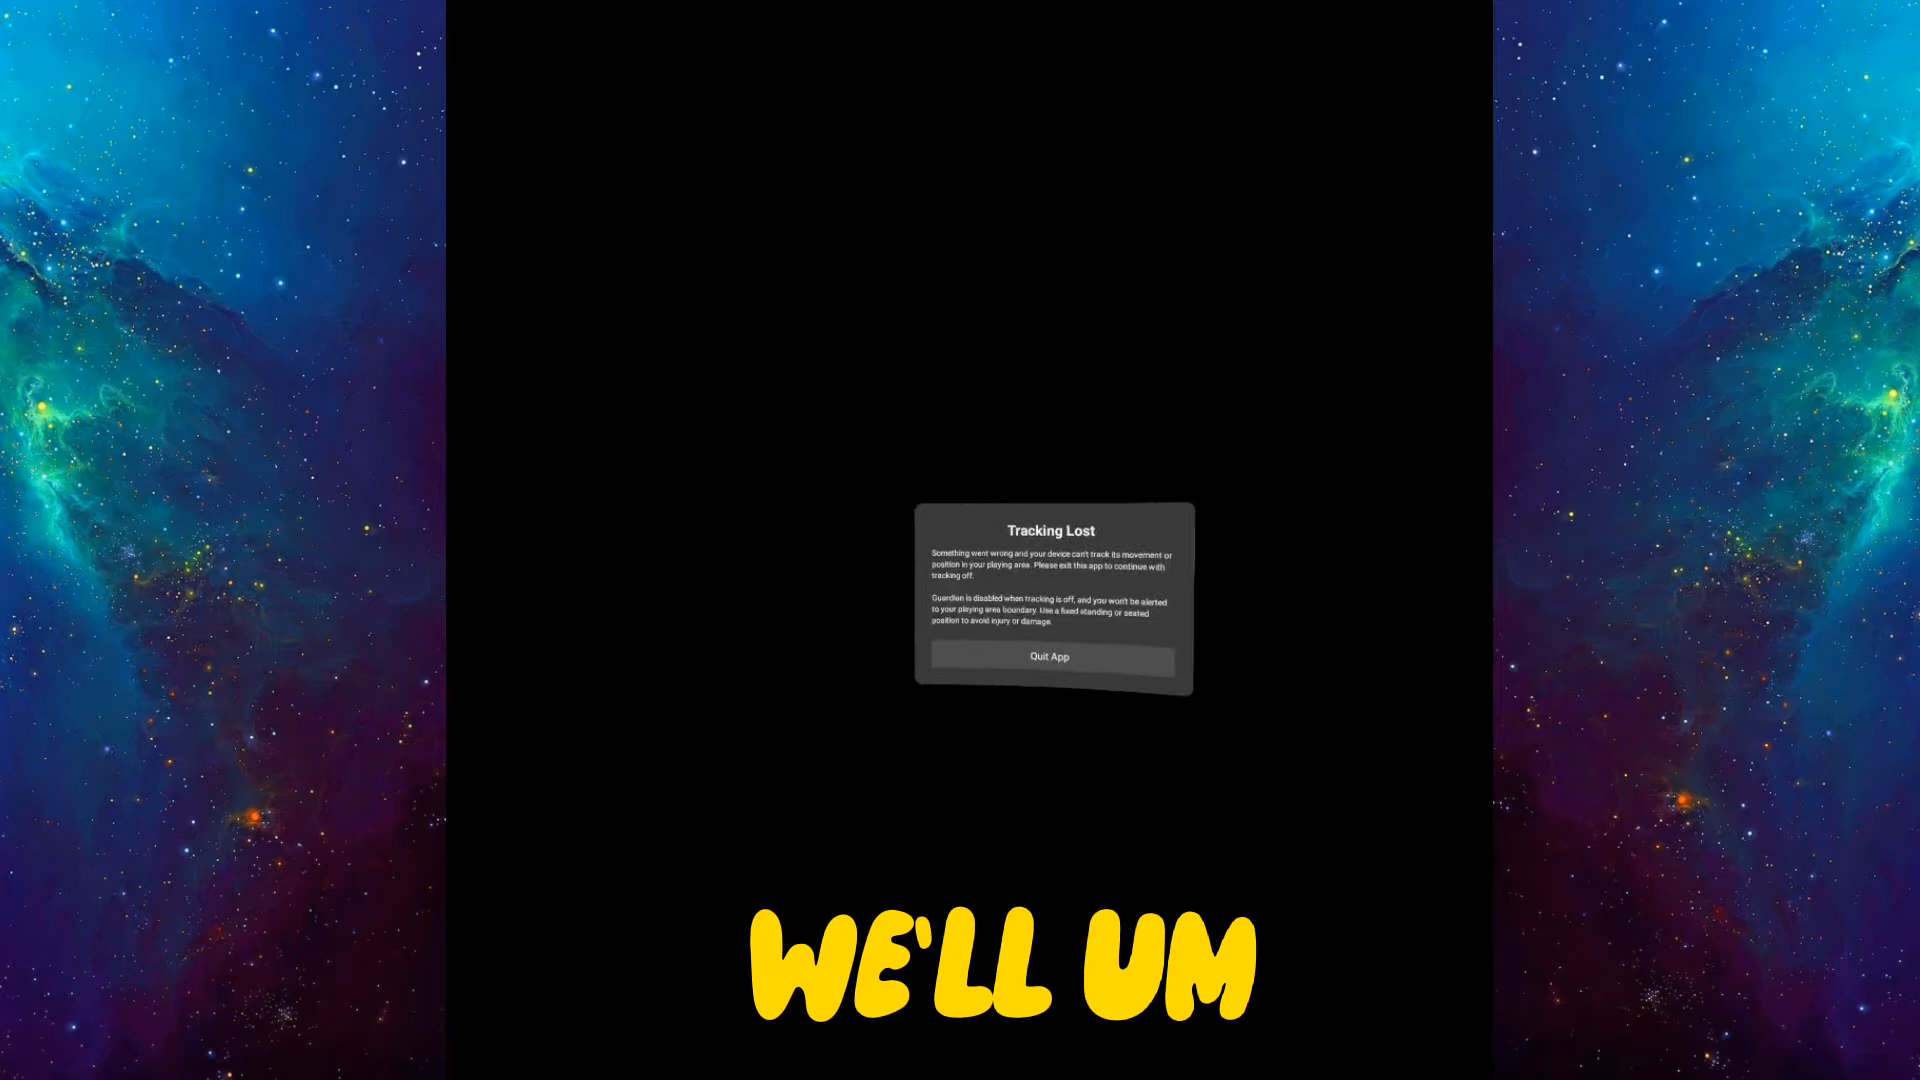 Tracking Lost
Something went wrong and your device can't track its movement or
position in your playing area. Please exit this app to continue with
tracking off.
Guardian is disabled when tracking is off, and you won't be alerted
to your playing area boundary. Use a fixed standing or seated
position to avoid injury or damage.
Quit App
WE'LL UM